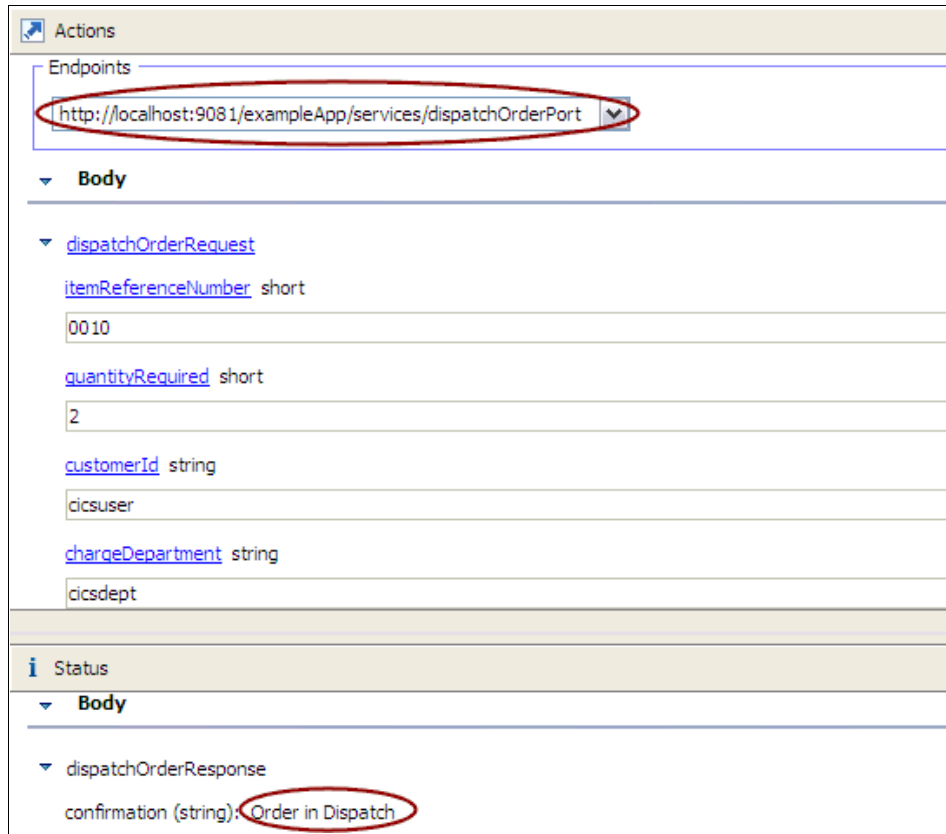 Actions
Endpoints
http://localhost:9081/exampleApp/services/dispatchOrderPort
Body
dispatchOrderRequest
itemReferenceNumber short
0010
quantityRequired short
2
customerId string
cicsuser
chargeDepartment string
cicsdept
i Status
Body
dispatchOrderResponse
confirmation (string): Order in Dispatch